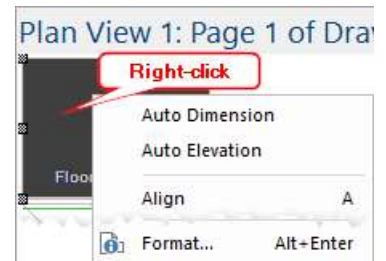 Plan View 1: Page 1 of Dra
Right-click
Auto Dimension
Auto Elevation
Floo
Align A
Format... Alt+Enter